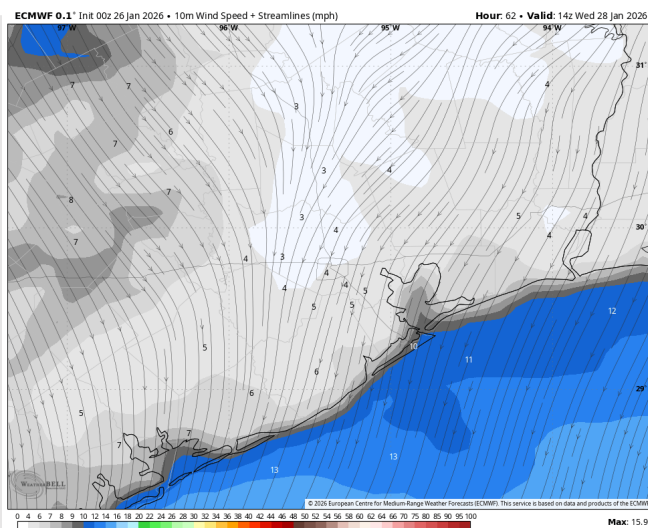 ECMWF 0.1° Init 00z 26 Jan 2026 • 10m Wind Speed + Streamlines (mph) Hour: 62 • Valid: 14z Wed 28 Jan 2026
97°W 96°W 95°W 94°W
31°
7 7 3 4
6
7
3 4
7
8
3 5 4
4 4 30°
7
4 3
4
4 4 5
5 5
12
10
5 11
6
29°
6
5
7
7
13
13
WEATHERBELL
© 2026 European Centre for Medium-Range Weather Forecasts (ECMWF). This service is based on data and products of the ECMWF
0 4 6 7 8 9 10 12 14 16 18 20 22 24 26 28 30 32 34 36 38 40 42 44 46 48 50 52 54 56 58 60 62 64 66 70 75 80 85 90 95 100
Max: 15.9